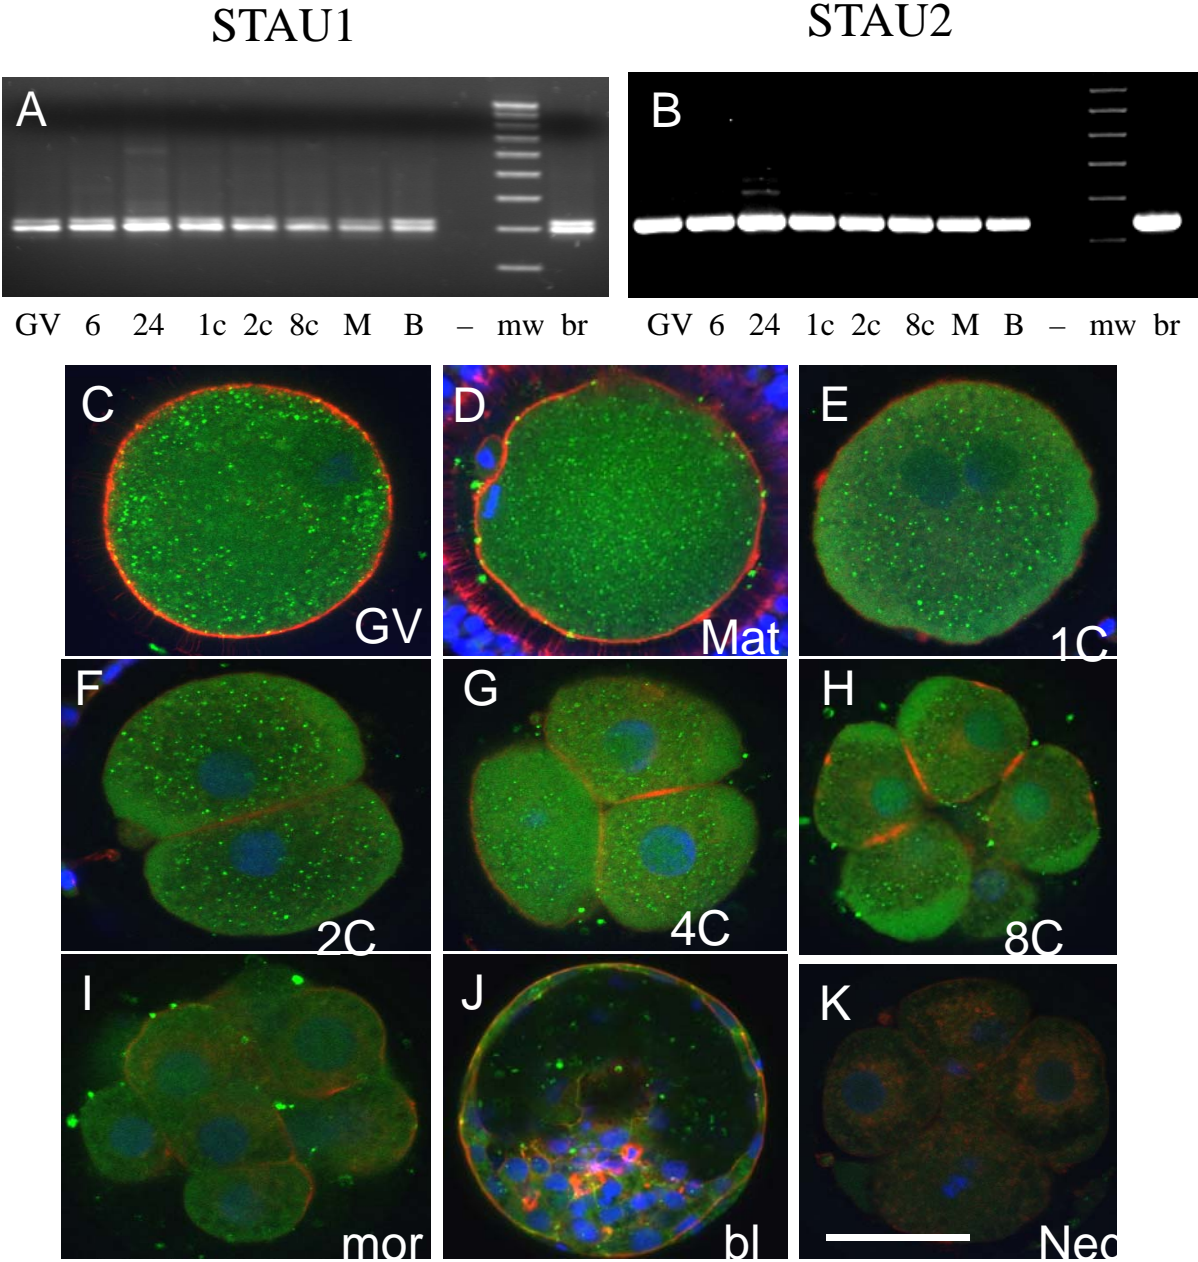 STAU1 STAU2
A B
GV 6 24 1c 2c 8c M B – mw br GV 6 24 1c 2c 8c M B – mw br
C D E
GV Mat 1C
F G H
2C 4C 8C
I J K
mor bl Neg